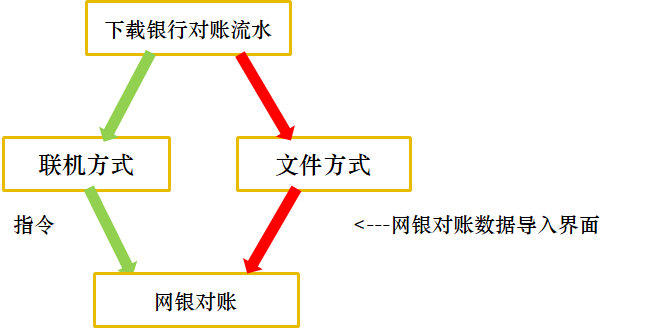 下载银行对账流水
联机方式
文件方式
指令
<---网银对账数据导入界面
网银对账